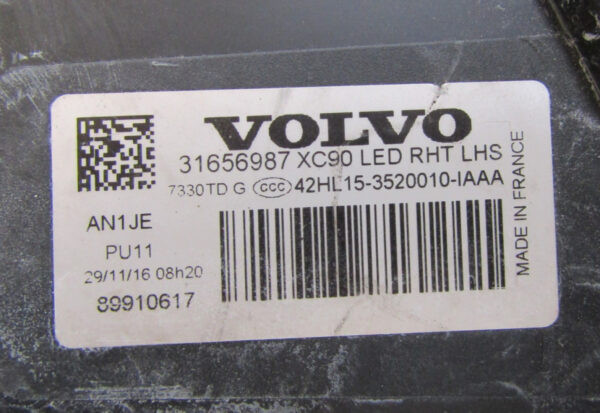 VOLVO
31656987 XC90 LED RHT LHS
7330TD G CCC 42HL15-3520010-IAAA
AN1JE
PU11
29/11/16 08h20
89910617
MADE IN FRANCE